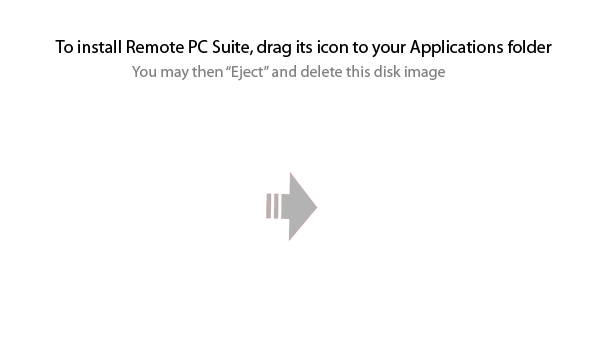 To install Remote PC Suite, drag its icon to your Applications folder
You may then “Eject” and delete this disk image